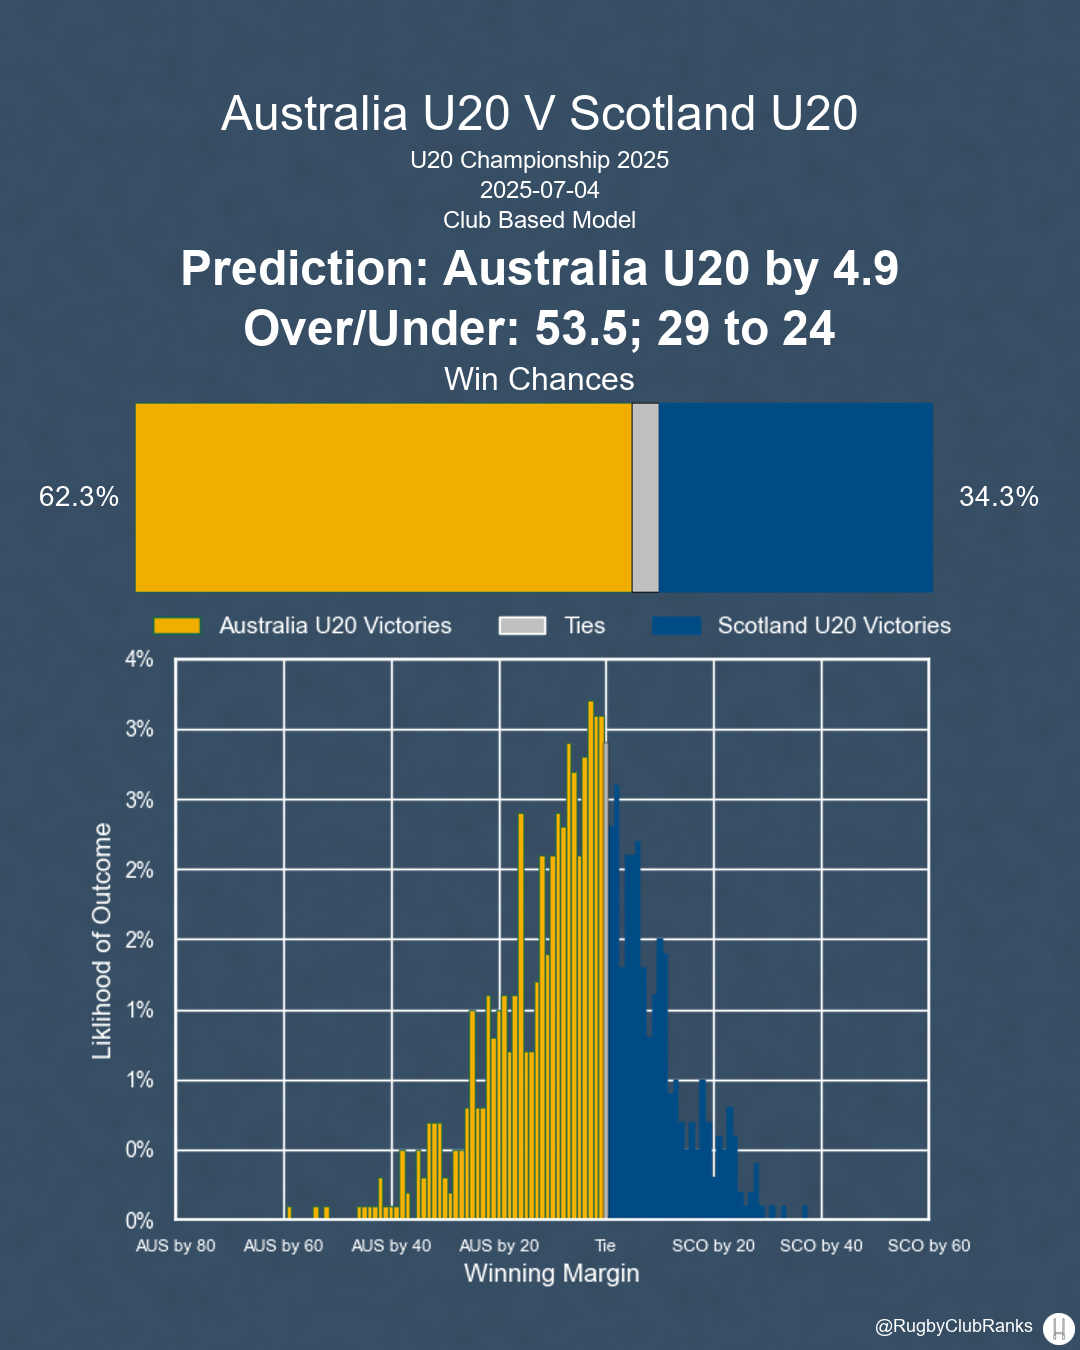 Australia U20 V Scotland U20
U20 Championship 2025
2025-07-04
Club Based Model
Prediction: Australia U20 by 4.9
Over/Under: 53.5; 29 to 24
Win Chances
62.3%
34.3%
Australia U20 Victories
Ties
Scotland U20 Victories
4%
3%
3%
2%
2%
1%
1%
0%
0%
Liklihood of Outcome
AUS by 80
AUS by 60
AUS by 40
AUS by 20
Tie
SCO by 20
SCO by 40
SCO by 60
Winning Margin
@RugbyClubRanks